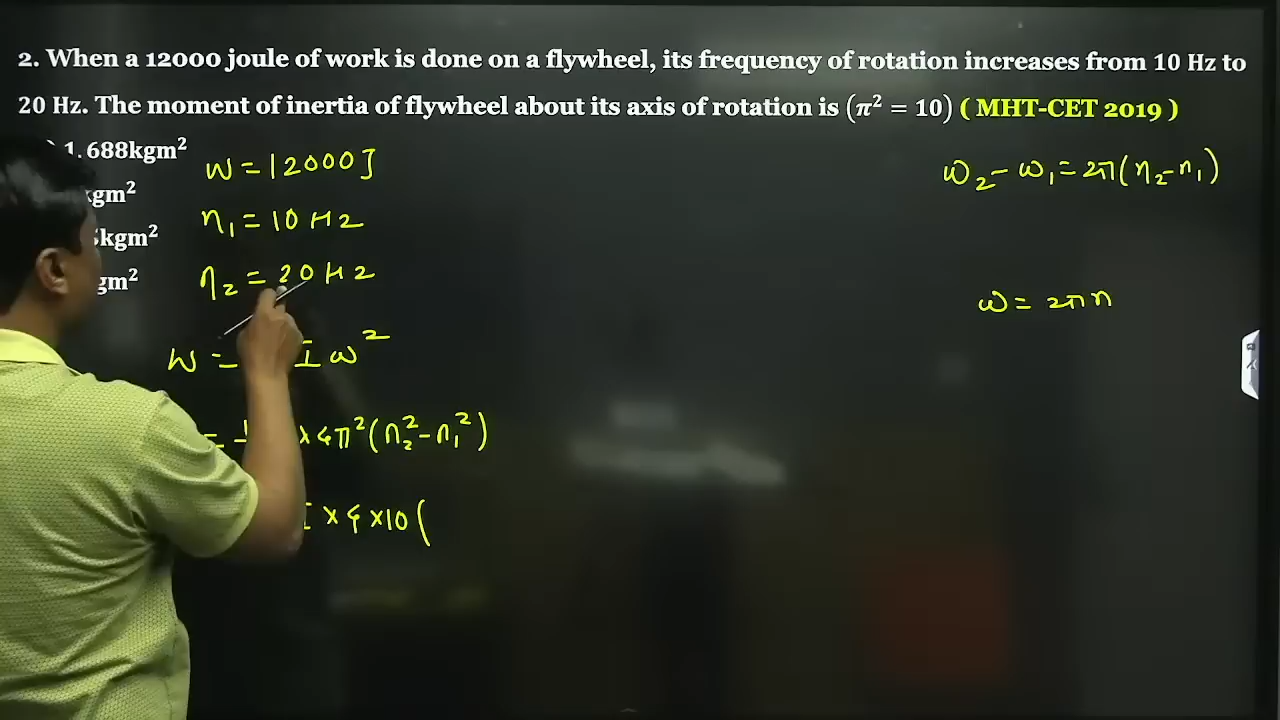 2. When a 12000 joule of work is done on a flywheel, its frequency of rotation increases from 10 Hz to
20 Hz. The moment of inertia of flywheel about its axis of rotation is (π² = 10) ( MHT-CET 2019 )
1.688kgm²
kgm²
kgm²
gm²
W = 12000J
n₁ = 10 Hz
n₂ = 20 Hz
W = I ω²
= 1 × 4π² (n₂² - n₁²)
I × 4 × 10 (
ω₂ - ω₁ = 2π (n₂ - n₁)
ω = 2πn